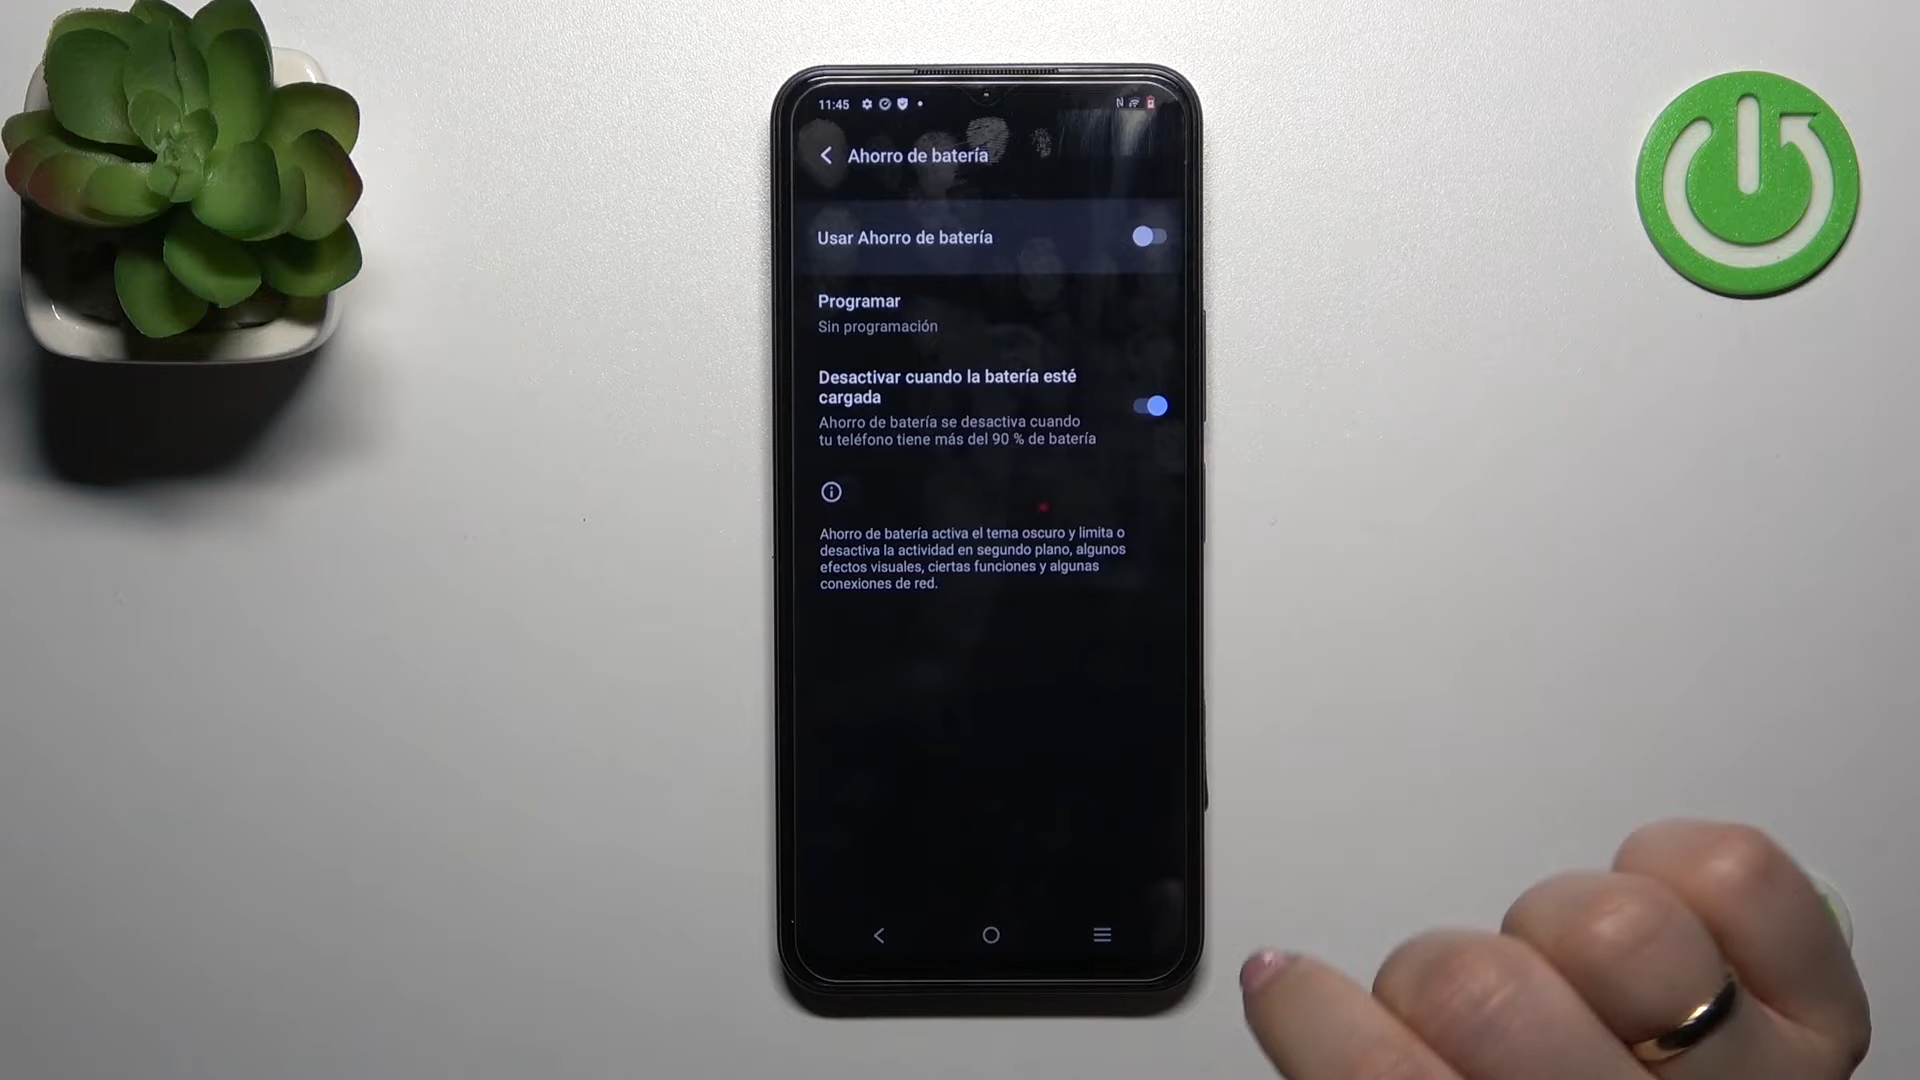 11:45
Ahorro de batería
Usar Ahorro de batería
Programar
Sin programación
Desactivar cuando la batería esté
cargada
Ahorro de batería se desactiva cuando
tu teléfono tiene más del 90 % de batería
Ahorro de batería activa el tema oscuro y limita o
desactiva la actividad en segundo plano, algunos
efectos visuales, ciertas funciones y algunas
conexiones de red.